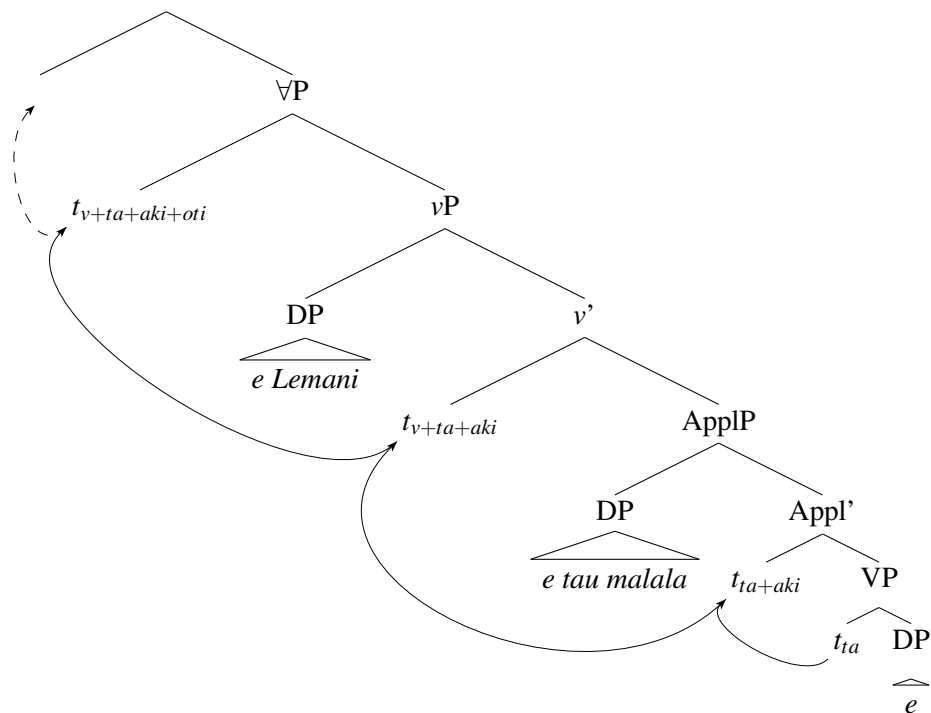 ∀P
t_{v+ta+aki+oti} vP
DP v’
e Lemani
t_{v+ta+aki} ApplP
DP Appl’
e tau malala t_{ta+aki} VP
t_{ta} DP
e